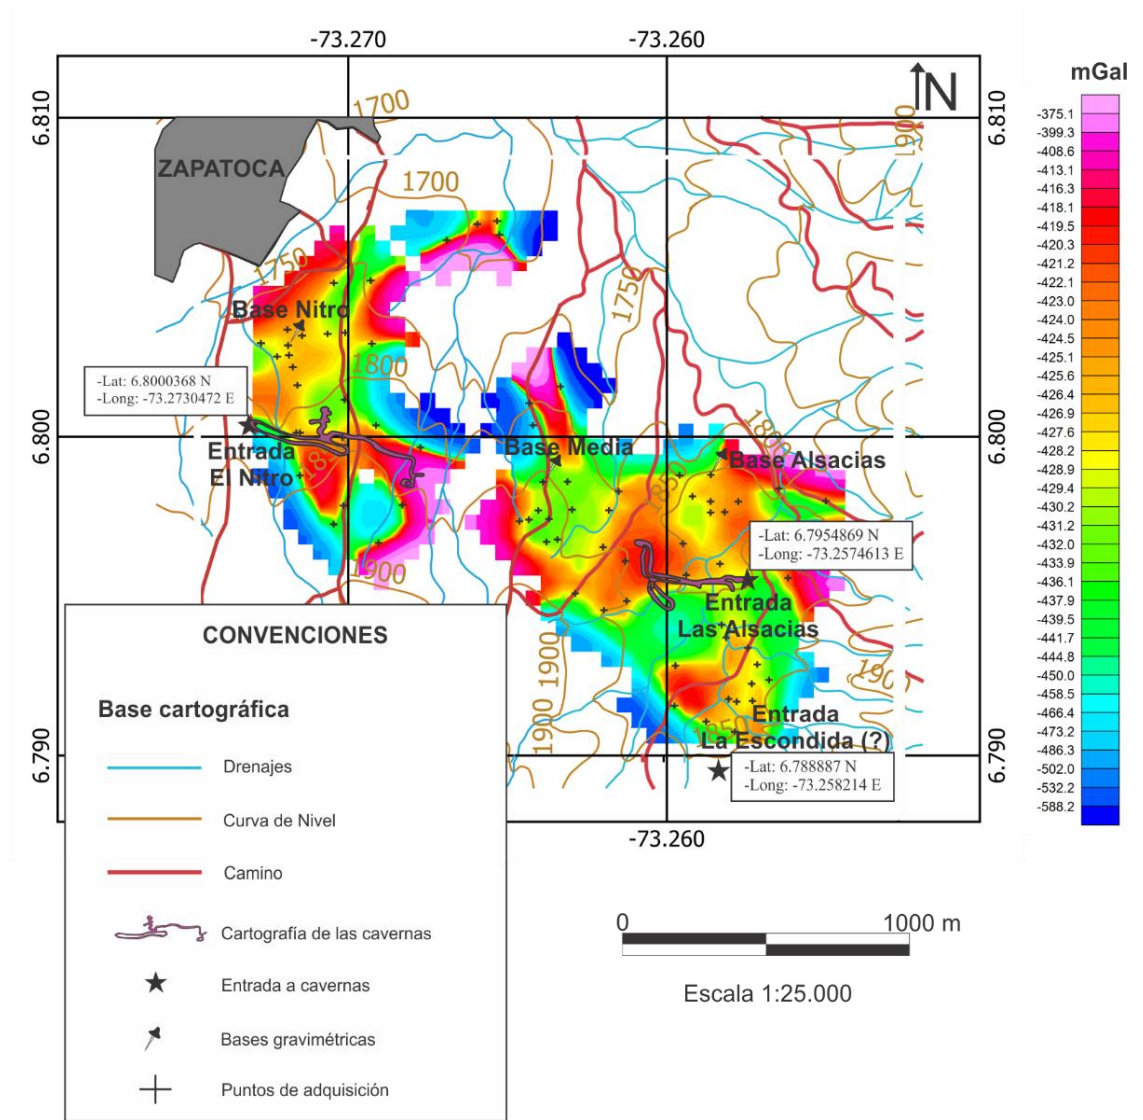 -73.270
-73.260
N
6.810
6.810
mGal
1700
1900
ZAPATOCA
1700
1750
1750
Base Nitro
-Lat: 6.8000368 N
-Long: -73.2730472 E
1800
6.800
6.800
Entrada
El Nitro
Base Media
Base Alsacias
1800
1850
-Lat: 6.7954869 N
-Long: -73.2574613 E
1900
Entrada
Las Alsacias
1900
1900
1900
Entrada
La Escondida (?)
1850
6.790
6.790
-Lat: 6.788887 N
-Long: -73.258214 E
-73.260
-375.1
-399.3
-408.6
-413.1
-416.3
-418.1
-419.5
-420.3
-421.2
-422.1
-423.0
-424.0
-424.5
-425.1
-425.6
-426.4
-426.9
-427.6
-428.2
-428.9
-429.4
-430.2
-431.2
-432.0
-433.9
-436.1
-437.8
-439.5
-441.7
-444.8
-450.0
-458.5
-466.4
-473.2
-486.3
-502.0
-532.2
-588.2
CONVENCIONES
Base cartográfica
Drenajes
Curva de Nivel
Camino
Cartografía de las cavernas
Entrada a cavernas
Bases gravimétricas
Puntos de adquisición
0
1000 m
Escala 1:25.000